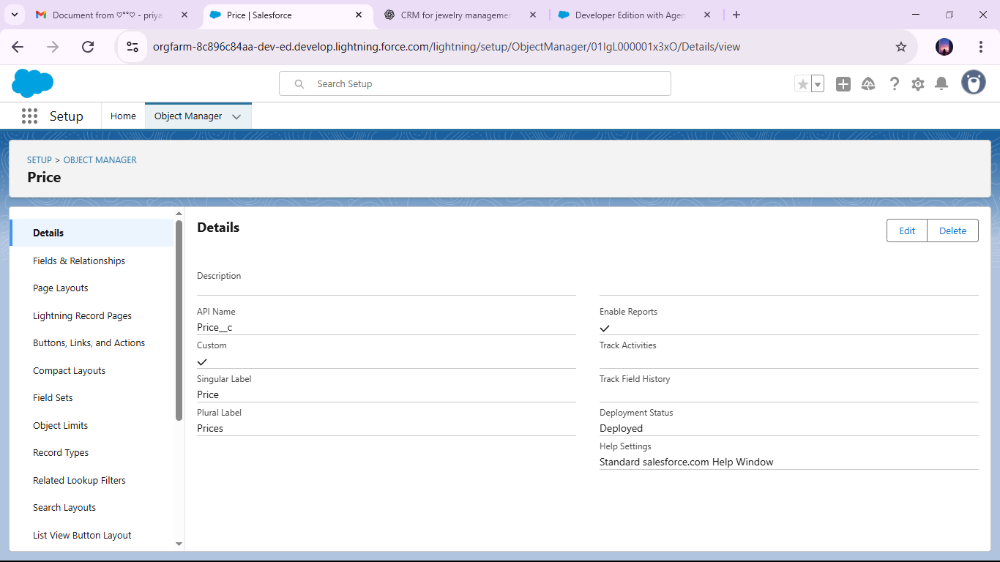 Document from ♡°°♡ - priya
Price | Salesforce
CRM for jewelry managemen
Developer Edition with Agen
orgfarm-8c896c84aa-dev-ed.develop.lightning.force.com/lightning/setup/ObjectManager/01IgL000001x3xO/Details/view
Search Setup
Setup
Home
Object Manager
SETUP > OBJECT MANAGER
Price
Details
Fields & Relationships
Page Layouts
Lightning Record Pages
Buttons, Links, and Actions
Compact Layouts
Field Sets
Object Limits
Record Types
Related Lookup Filters
Search Layouts
List View Button Layout
Details
Edit
Delete
Description
API Name
Price__c
Custom
Singular Label
Price
Plural Label
Prices
Enable Reports
Track Activities
Track Field History
Deployment Status
Deployed
Help Settings
Standard salesforce.com Help Window